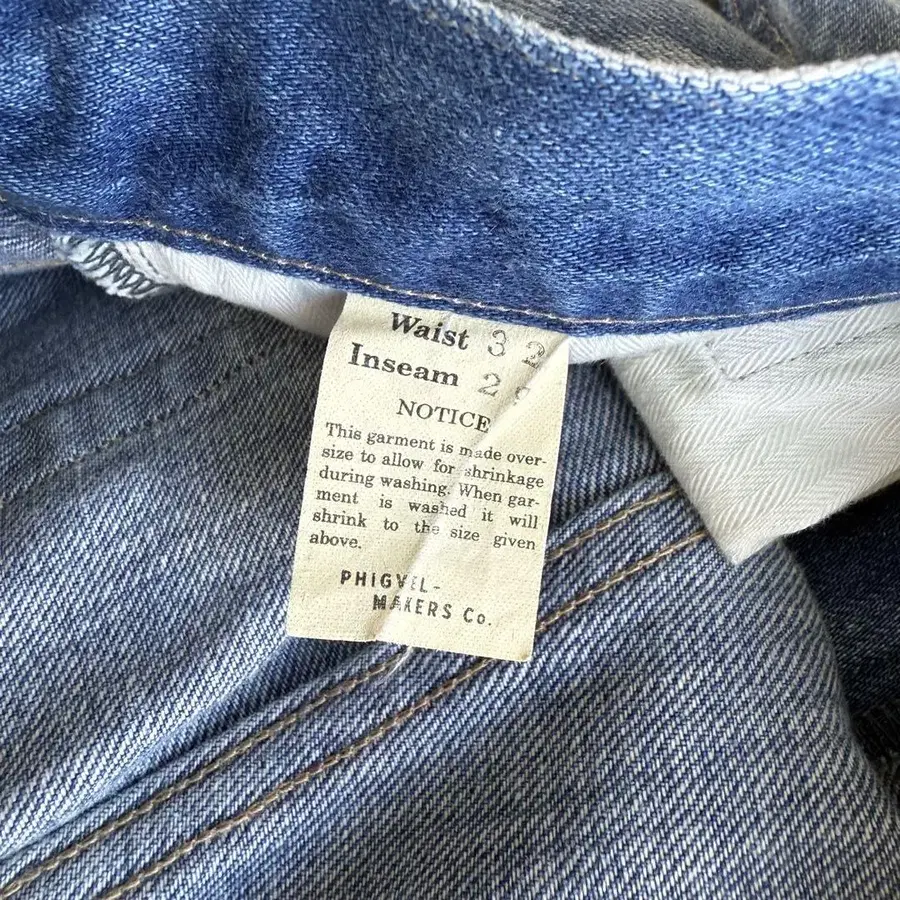 Waist 32
Inseam 2
NOTICE
This garment is made over-
size to allow for shrinkage
during washing. When gar-
ment is washed it will
shrink to the size given
above.
PHIGVEL-
MAKERS Co.